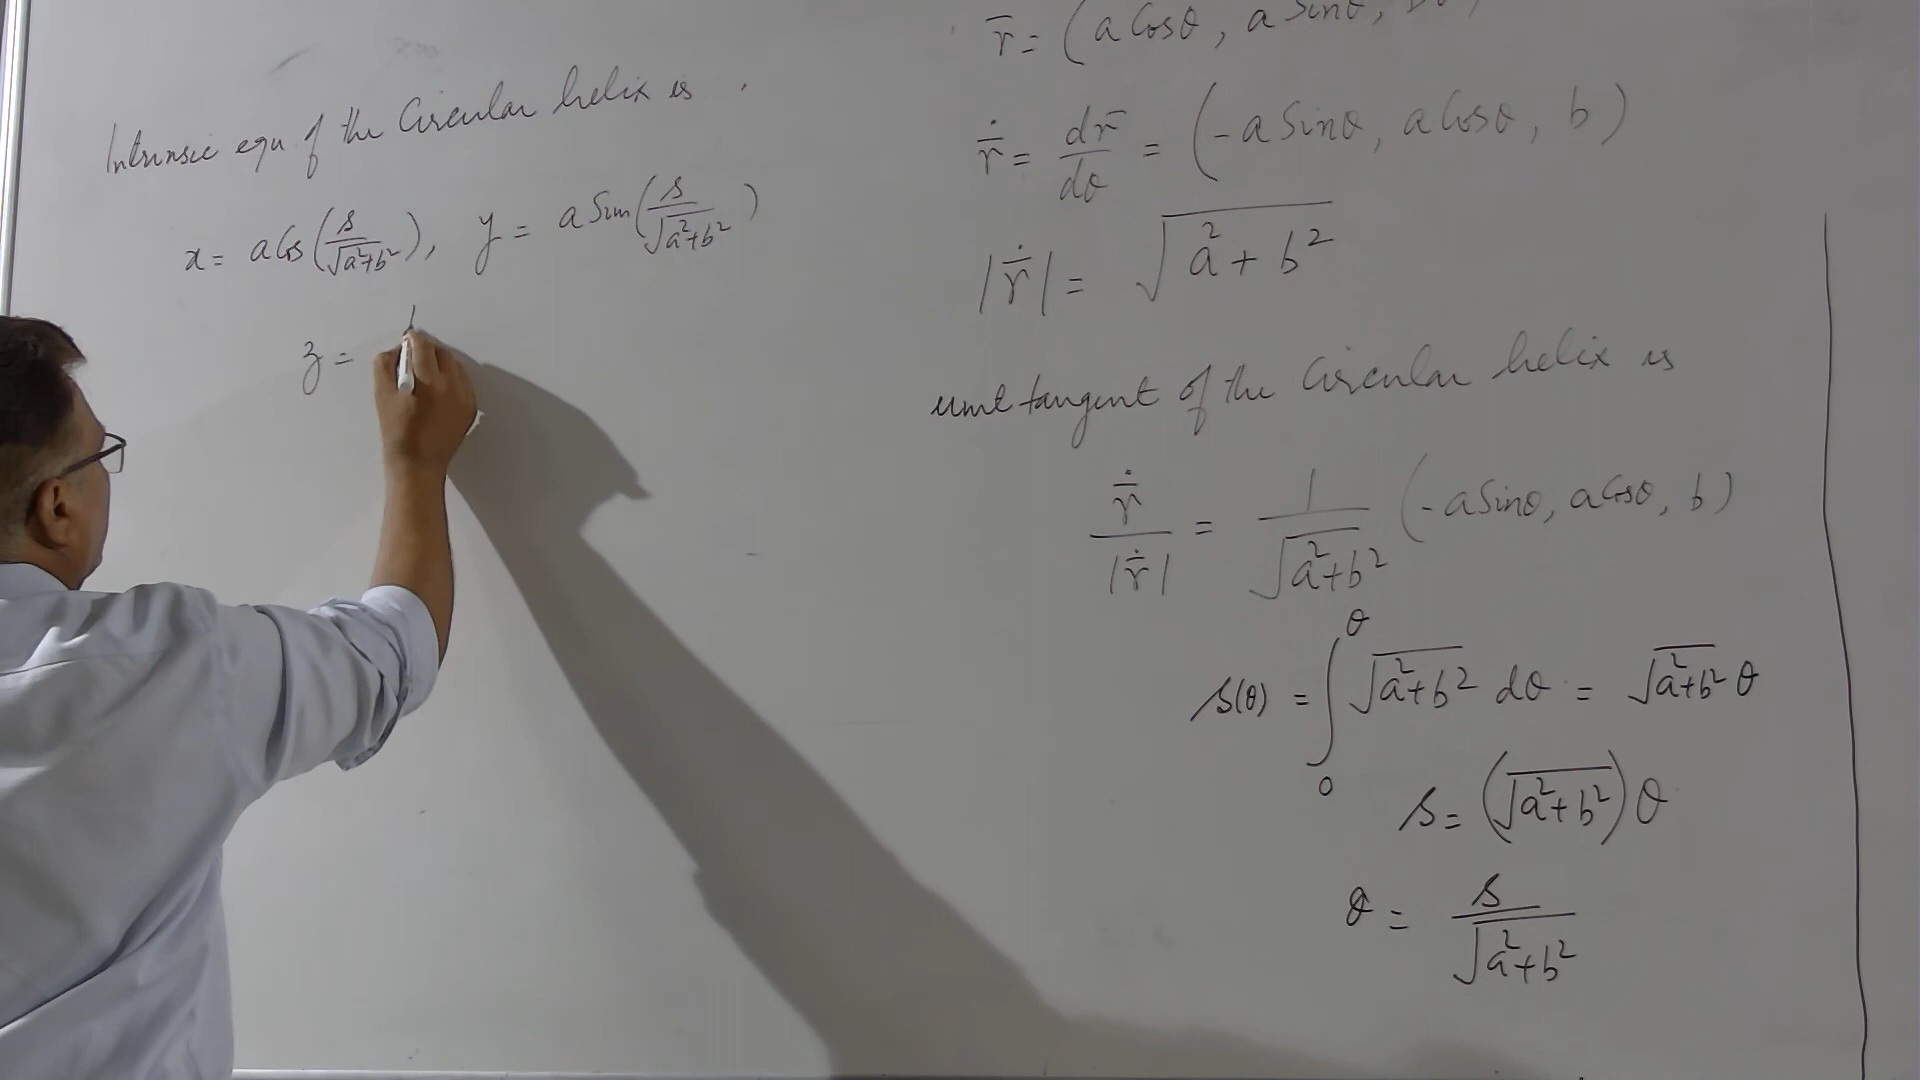 Intrinsic equ of the Circular helix is
x = a Cos(s/√a²+b²), y = a Sin(s/√a²+b²)
z =
r̄ = (a Cosθ, a Sinθ,
ṙ̄ = dr̄/dθ = (-a Sinθ, a Cosθ, b)
|ṙ̄| = √a² + b²
unit tangent of the Circular helix is
ṙ̄/|ṙ̄| = 1/√a²+b² (-a Sinθ, a Cosθ, b)
s(θ) = ∫₀^θ √a²+b² dθ = √a²+b² θ
s = (√a²+b²) θ
θ = s/√a²+b²